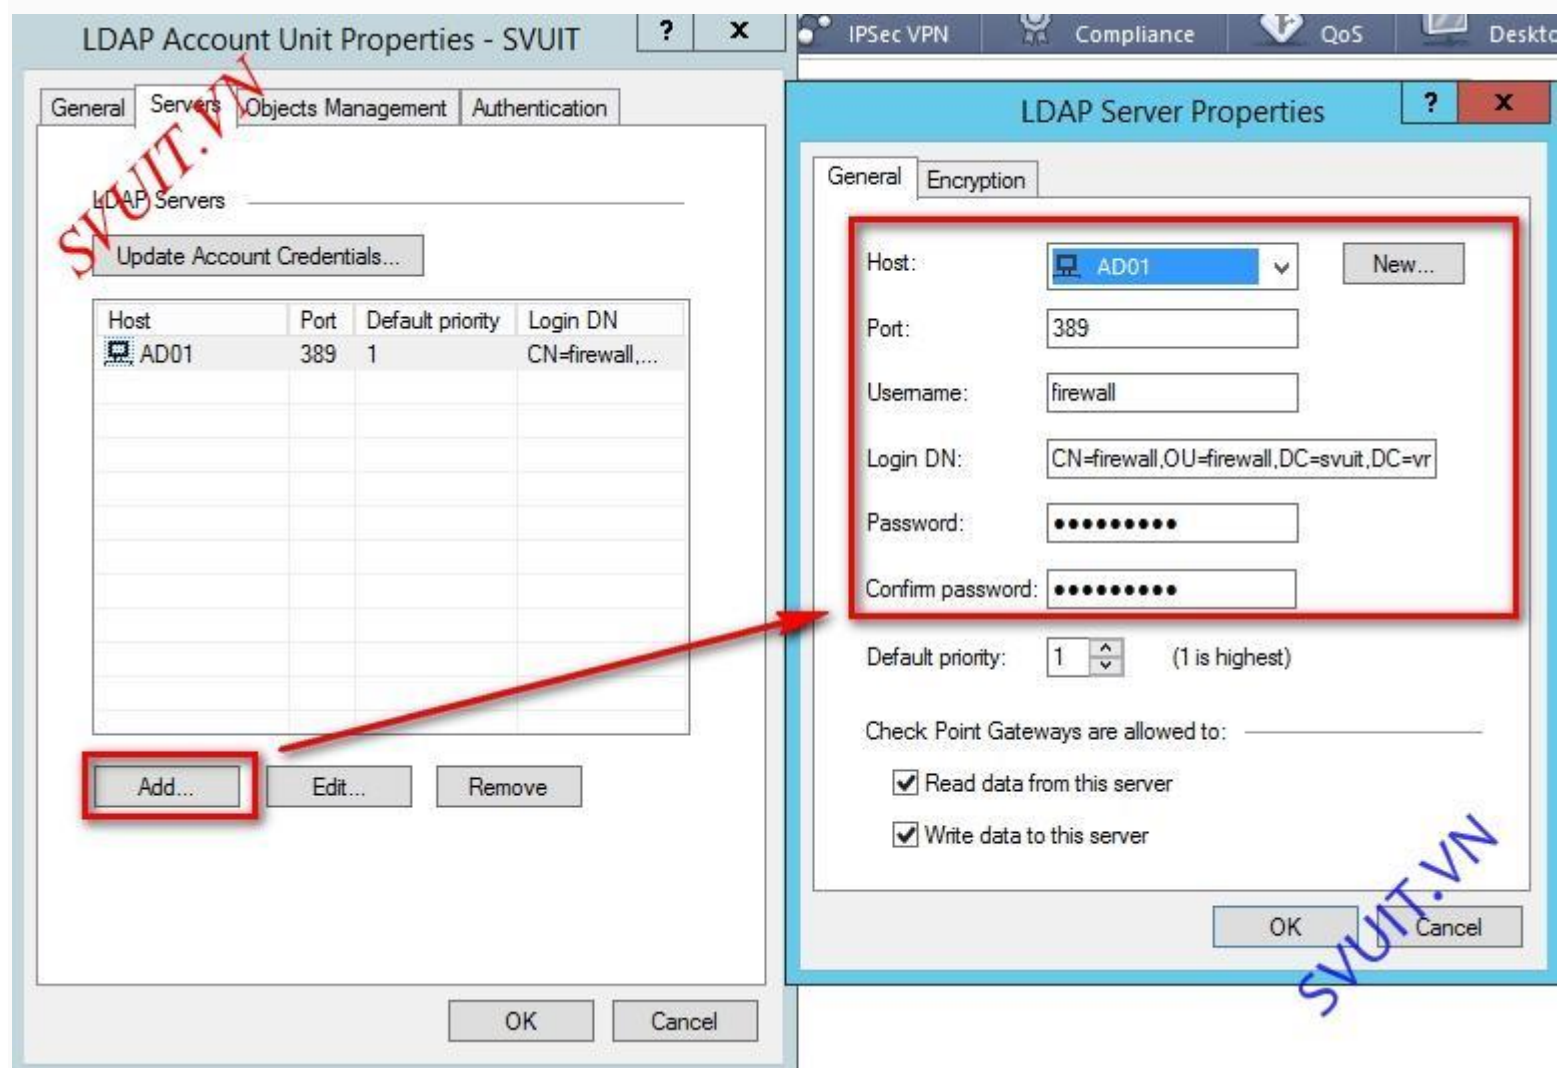 LDAP Account Unit Properties - SVUIT
? x
General Servers Objects Management Authentication
SVUIT.VN
LDAP Servers
Update Account Credentials...
Host Port Default priority Login DN
AD01 389 1 CN=firewall,...
Add... Edit... Remove
OK Cancel
IPSec VPN Compliance QoS Deskto
LDAP Server Properties
? x
General Encryption
Host: AD01 New...
Port: 389
Username: firewall
Login DN: CN=firewall,OU=firewall,DC=svuit,DC=vr
Password: •••••••••
Confirm password: •••••••••
Default priority: 1 (1 is highest)
Check Point Gateways are allowed to:
Read data from this server
Write data to this server
OK Cancel
SVUIT.VN